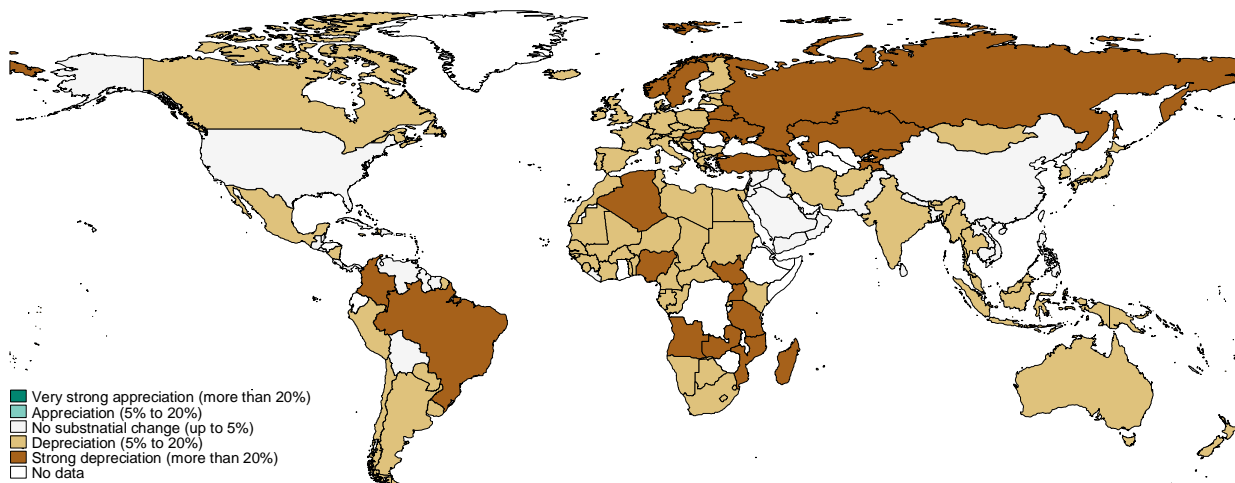 Very strong appreciation (more than 20%)
Appreciation (5% to 20%)
No substnatial change (up to 5%)
Depreciation (5% to 20%)
Strong depreciation (more than 20%)
No data